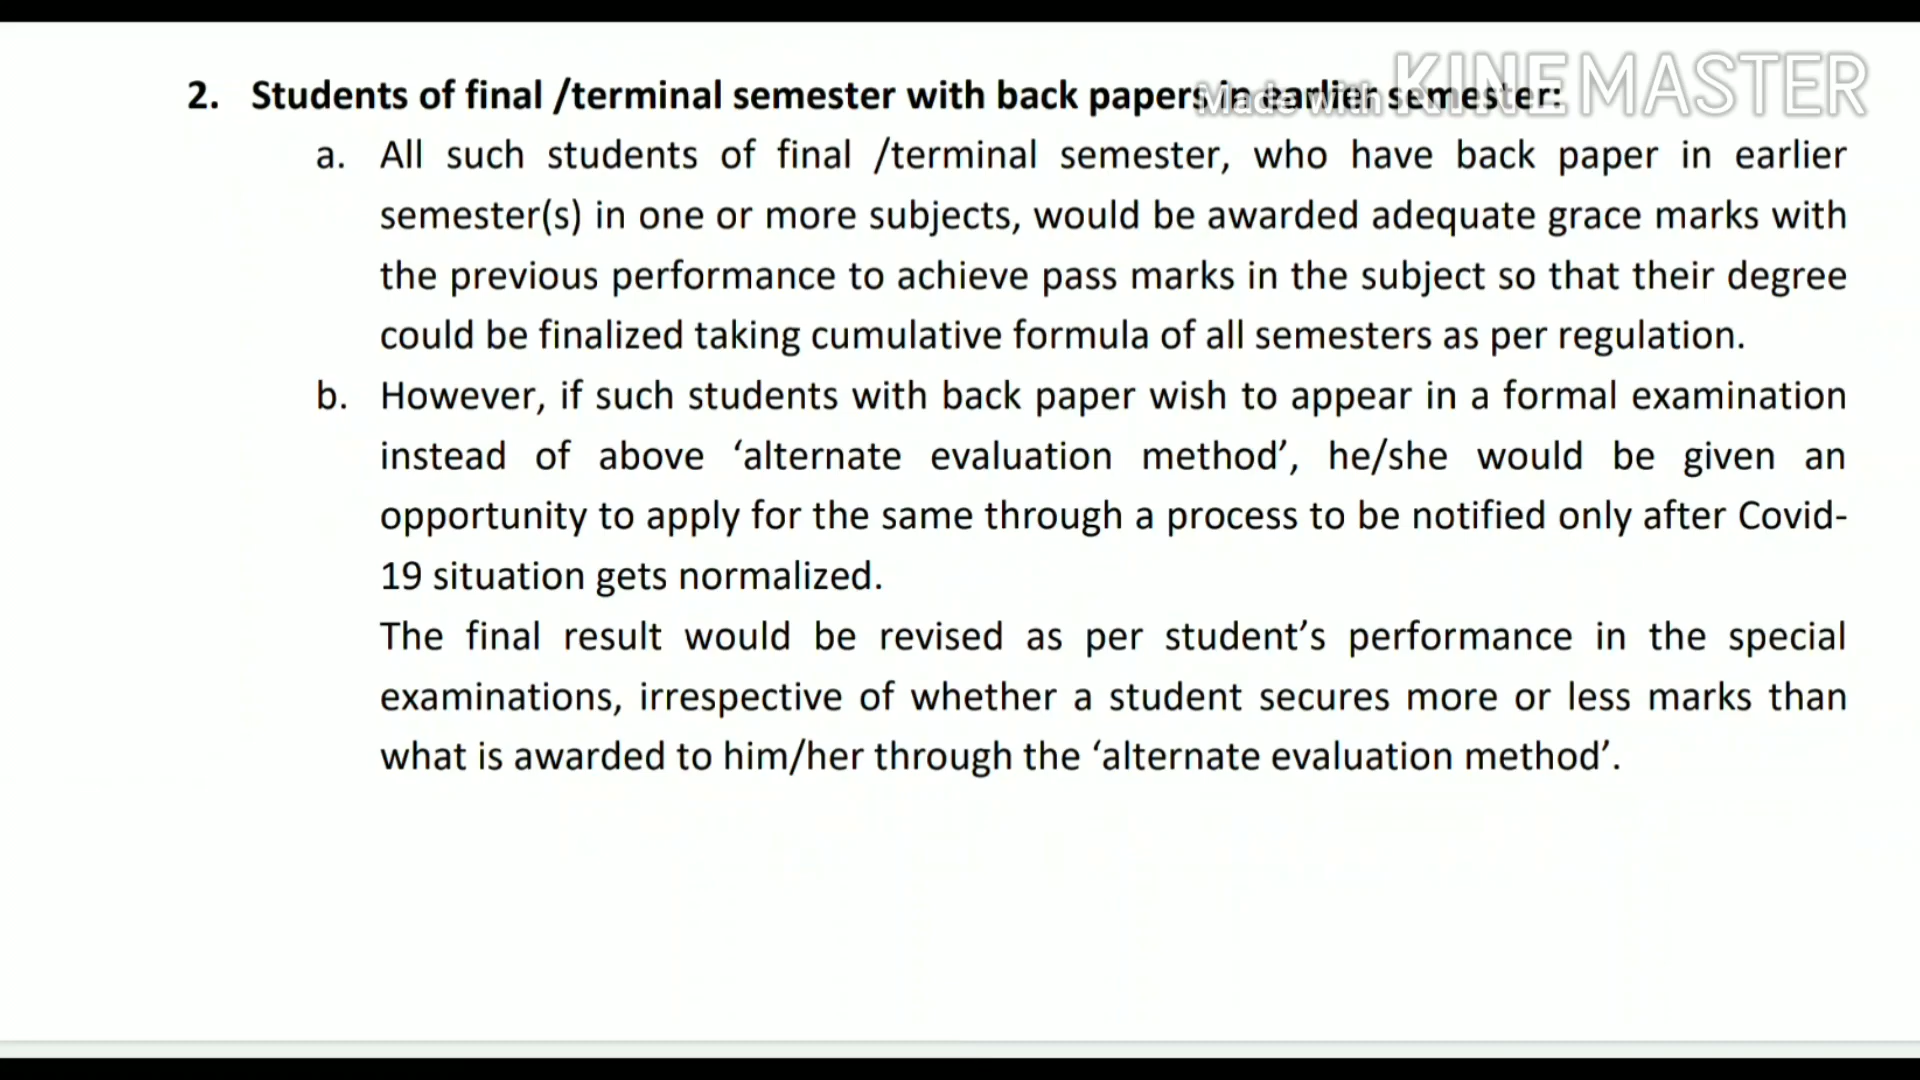 Made with KINEMASTER
2. Students of final /terminal semester with back papers in earlier semester:
a. All such students of final /terminal semester, who have back paper in earlier
semester(s) in one or more subjects, would be awarded adequate grace marks with
the previous performance to achieve pass marks in the subject so that their degree
could be finalized taking cumulative formula of all semesters as per regulation.
b. However, if such students with back paper wish to appear in a formal examination
instead of above ‘alternate evaluation method’, he/she would be given an
opportunity to apply for the same through a process to be notified only after Covid-
19 situation gets normalized.
The final result would be revised as per student’s performance in the special
examinations, irrespective of whether a student secures more or less marks than
what is awarded to him/her through the ‘alternate evaluation method’.